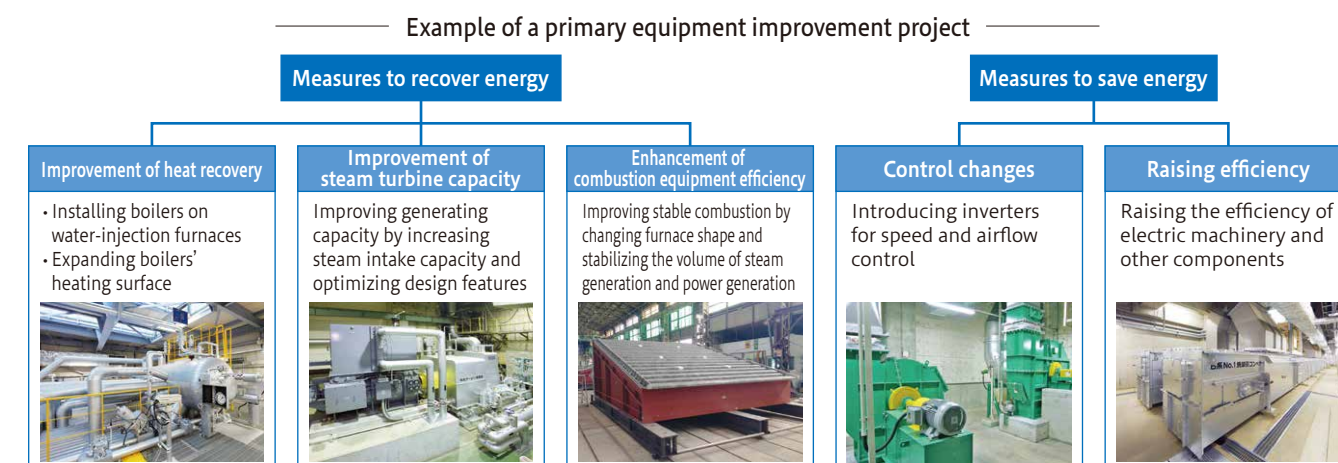 Example of a primary equipment improvement project
Measures to recover energy
Measures to save energy
Improvement of heat recovery
・Installing boilers on
water-injection furnaces
・Expanding boilers'
heating surface
Improvement of
steam turbine capacity
Improving generating
capacity by increasing
steam intake capacity and
optimizing design features
Enhancement of
combustion equipment efficiency
Improving stable combustion by
changing furnace shape and
stabilizing the volume of steam
generation and power generation
Control changes
Introducing inverters
for speed and airflow
control
Raising efficiency
Raising the efficiency of
electric machinery and
other components